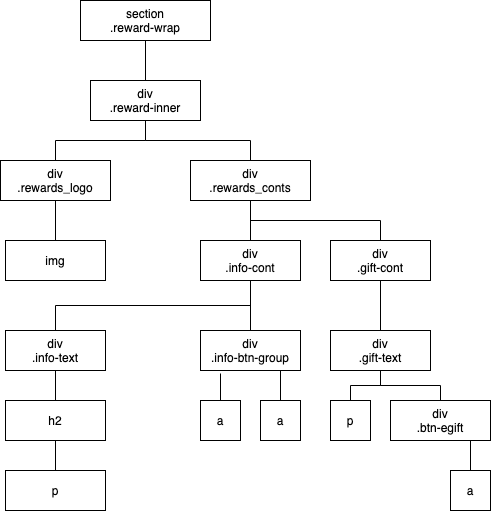 section
.reward-wrap
div
.reward-inner
div
.rewards_logo
div
.rewards_conts
img
div
.info-cont
div
.gift-cont
div
.info-text
div
.info-btn-group
div
.gift-text
h2
a
a
p
div
.btn-egift
p
a